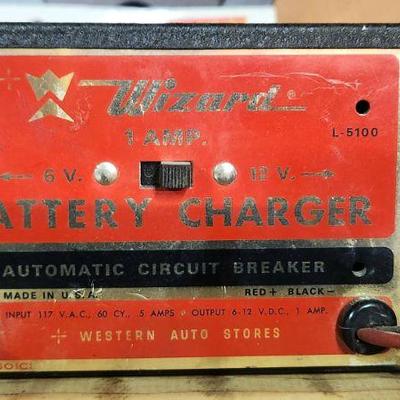 Wizard®
1 AMP.
L-5100
← 6 V.
12 V. →
ATTERY CHARGER
AUTOMATIC CIRCUIT BREAKER
MADE IN U.S.A.
RED+ BLACK−
INPUT 117 V.A.C., 60 CY., .5 AMPS • OUTPUT 6-12 V.D.C., 1 AMP.
WESTERN AUTO STORES